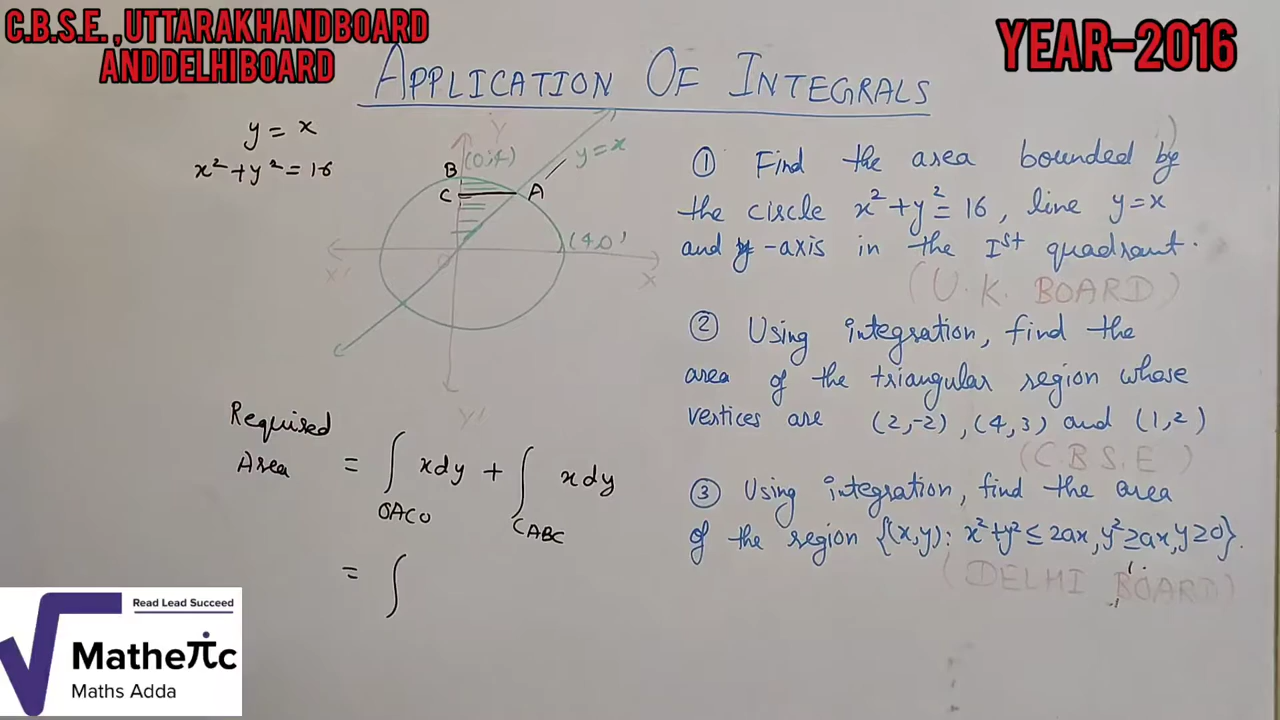 C.B.S.E. ,UTTARAKHANDBOARD
ANDDELHIBOARD
YEAR-2016
APPLICATION OF INTEGRALS
y = x
x² + y² = 16
Y
B (0,4)
y = x
C A
(4,0)
X' O X
Y'
Required
Area = ∫OACO xdy + ∫CABC xdy
= ∫
① Find the area bounded by
the circle x² + y² = 16, line y=x
and y-axis in the Iˢᵗ quadrant.
(U.K. BOARD)
② Using integration, find the
area of the triangular region whose
vertices are (2,-2), (4,3) and (1,2)
(C.B.S.E)
③ Using integration, find the area
of the region {(x,y): x²+y² ≤ 2ax, y² ≥ ax, y ≥ 0}.
(DELHI BOARD)
Read Lead Succeed
Matheπc
Maths Adda